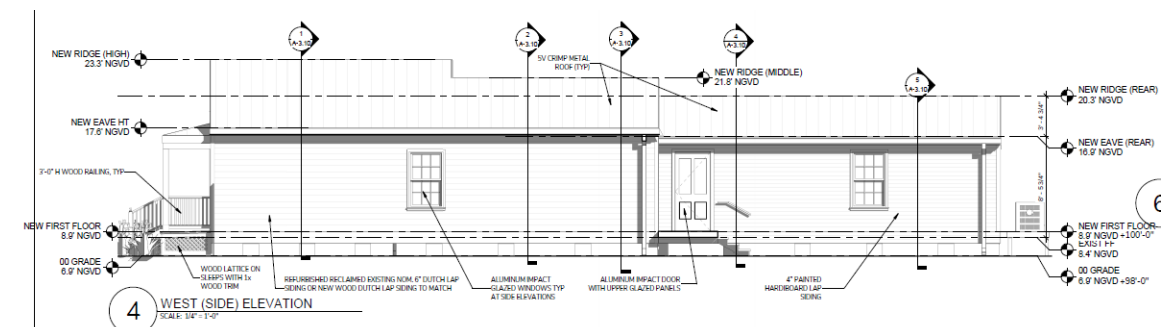 1
A-3.10
2
A-3.10
3
A-3.10
4
A-3.10
5
A-3.10
NEW RIDGE (HIGH)
23.3' NGVD
5V CRIMP METAL
ROOF (TYP)
NEW RIDGE (MIDDLE)
21.8' NGVD
NEW RIDGE (REAR)
20.3' NGVD
3' - 4 3/4"
NEW EAVE HT
17.6' NGVD
NEW EAVE (REAR)
16.9' NGVD
3'-0" H WOOD RAILING, TYP
8' - 5 3/4"
6
NEW FIRST FLOOR
8.9' NGVD
NEW FIRST FLOOR
8.9' NGVD +100'-0"
EXIST FF
8.4' NGVD
00 GRADE
6.9' NGVD
00 GRADE
6.9' NGVD +98'-0"
WOOD LATTICE ON
SLEEPS WITH 1x
WOOD TRIM
REFURBISHED RECLAIMED EXISTING NOM. 6" DUTCH LAP
SIDING OR NEW WOOD DUTCH LAP SIDING TO MATCH
ALUMINUM IMPACT
GLAZED WINDOWS TYP
AT SIDE ELEVATIONS
ALUMINUM IMPACT DOOR
WITH UPPER GLAZED PANELS
4" PAINTED
HARDIBOARD LAP
SIDING
4
WEST (SIDE) ELEVATION
SCALE: 1/4" = 1'-0"